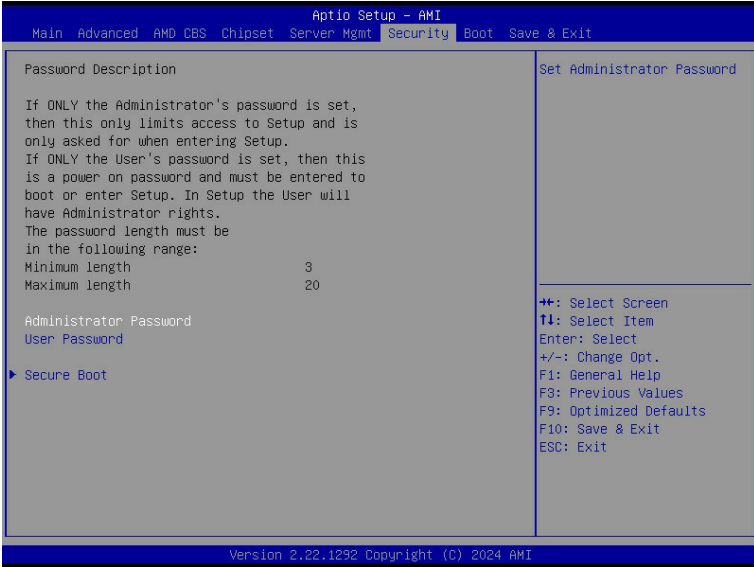 Aptio Setup – AMI
Main Advanced AMD CBS Chipset Server Mgmt Security Boot Save & Exit
Password Description
If ONLY the Administrator's password is set,
then this only limits access to Setup and is
only asked for when entering Setup.
If ONLY the User's password is set, then this
is a power on password and must be entered to
boot or enter Setup. In Setup the User will
have Administrator rights.
The password length must be
in the following range:
Minimum length 3
Maximum length 20
Administrator Password
User Password
Secure Boot
Set Administrator Password
→←: Select Screen
↑↓: Select Item
Enter: Select
+/-: Change Opt.
F1: General Help
F3: Previous Values
F9: Optimized Defaults
F10: Save & Exit
ESC: Exit
Version 2.22.1292 Copyright (C) 2024 AMI